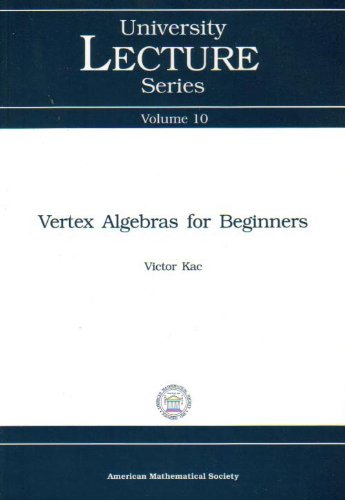 University
LECTURE
Series
Volume 10
Vertex Algebras for Beginners
Victor Kac
American Mathematical Society